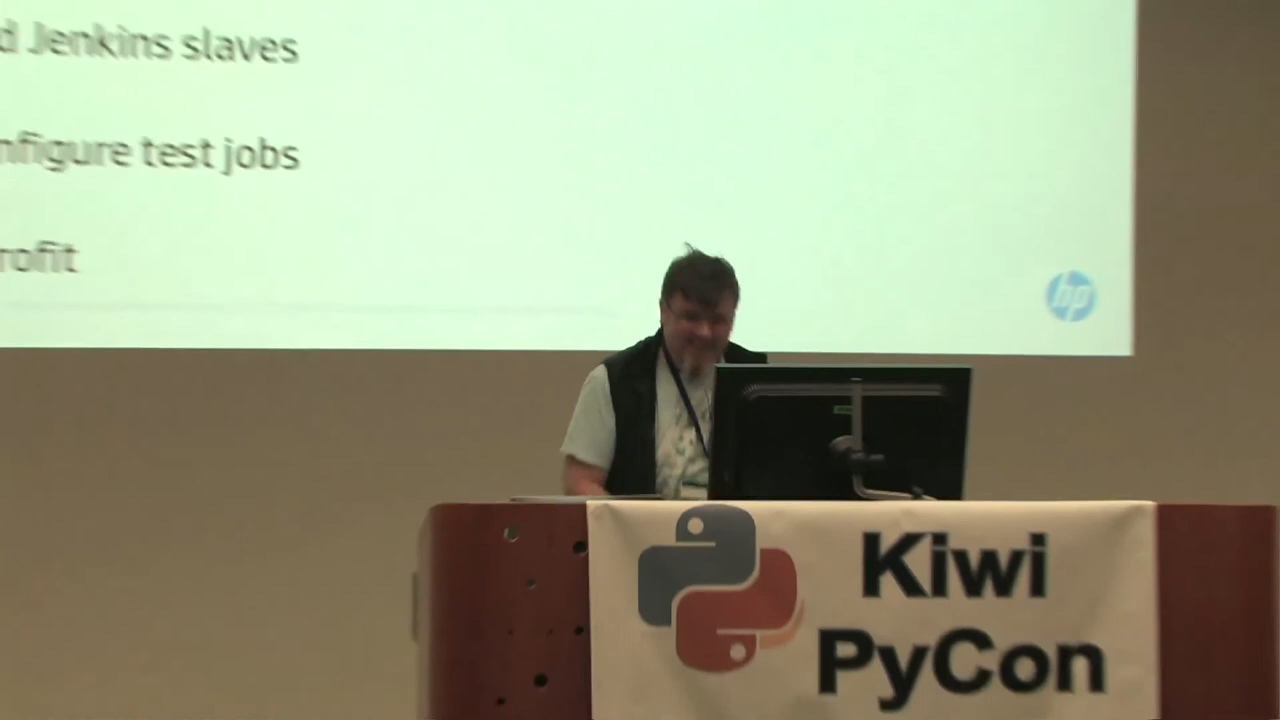 d Jenkins slaves
nfigure test jobs
rofit
hp
Kiwi
PyCon